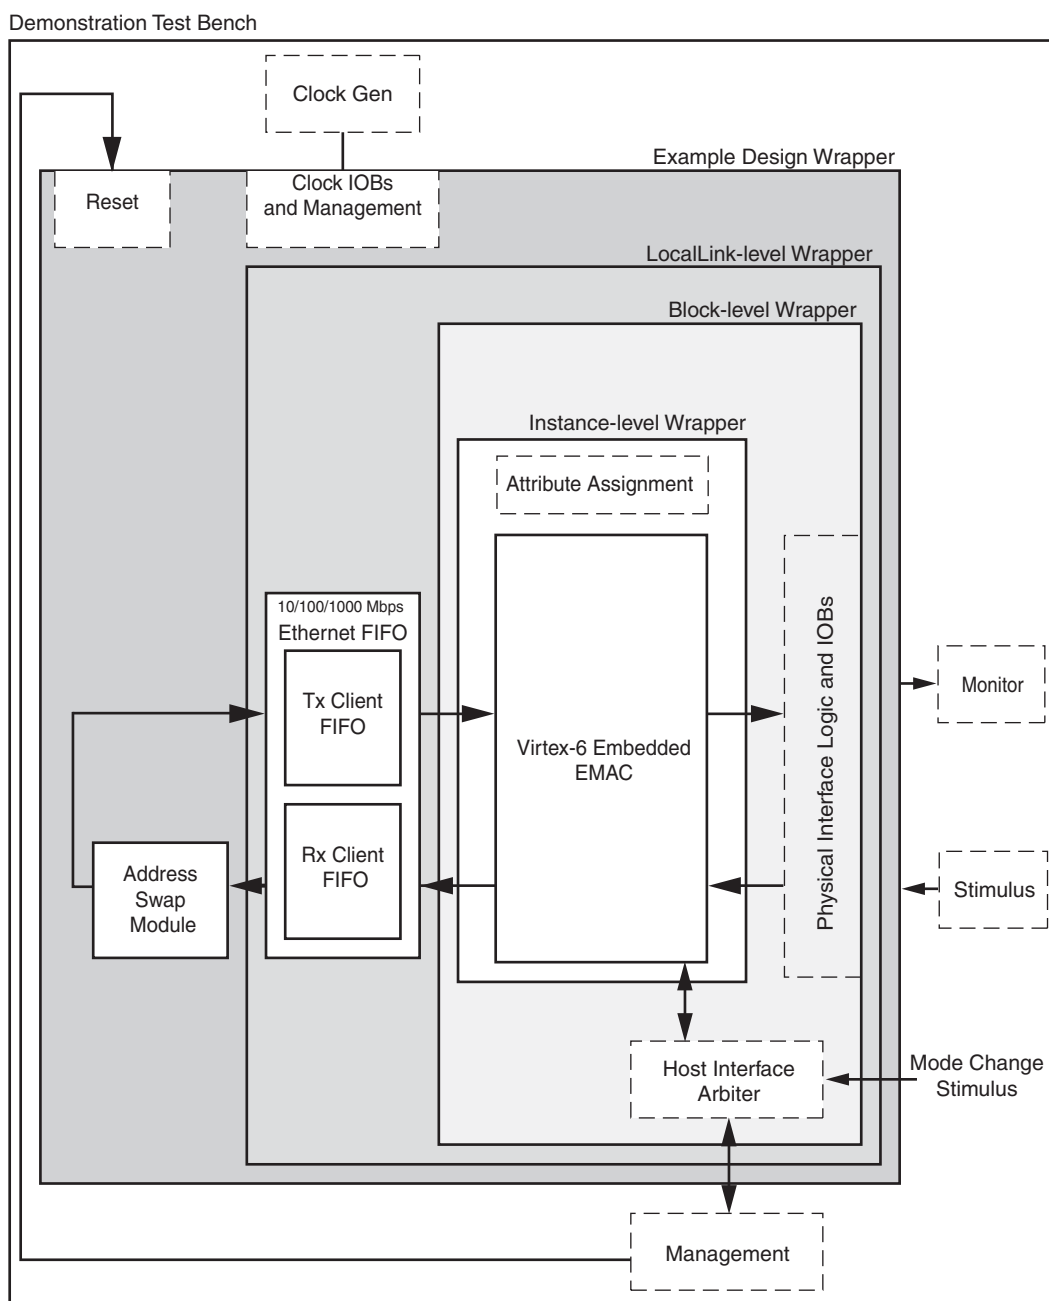 Demonstration Test Bench
Clock Gen
Example Design Wrapper
Reset
Clock IOBs
and Management
LocalLink-level Wrapper
Block-level Wrapper
Instance-level Wrapper
Attribute Assignment
10/100/1000 Mbps
Ethernet FIFO
Tx Client
FIFO
Virtex-6 Embedded
EMAC
Physical Interface Logic and IOBs
Monitor
Rx Client
FIFO
Address
Swap
Module
Stimulus
Host Interface
Arbiter
Mode Change
Stimulus
Management